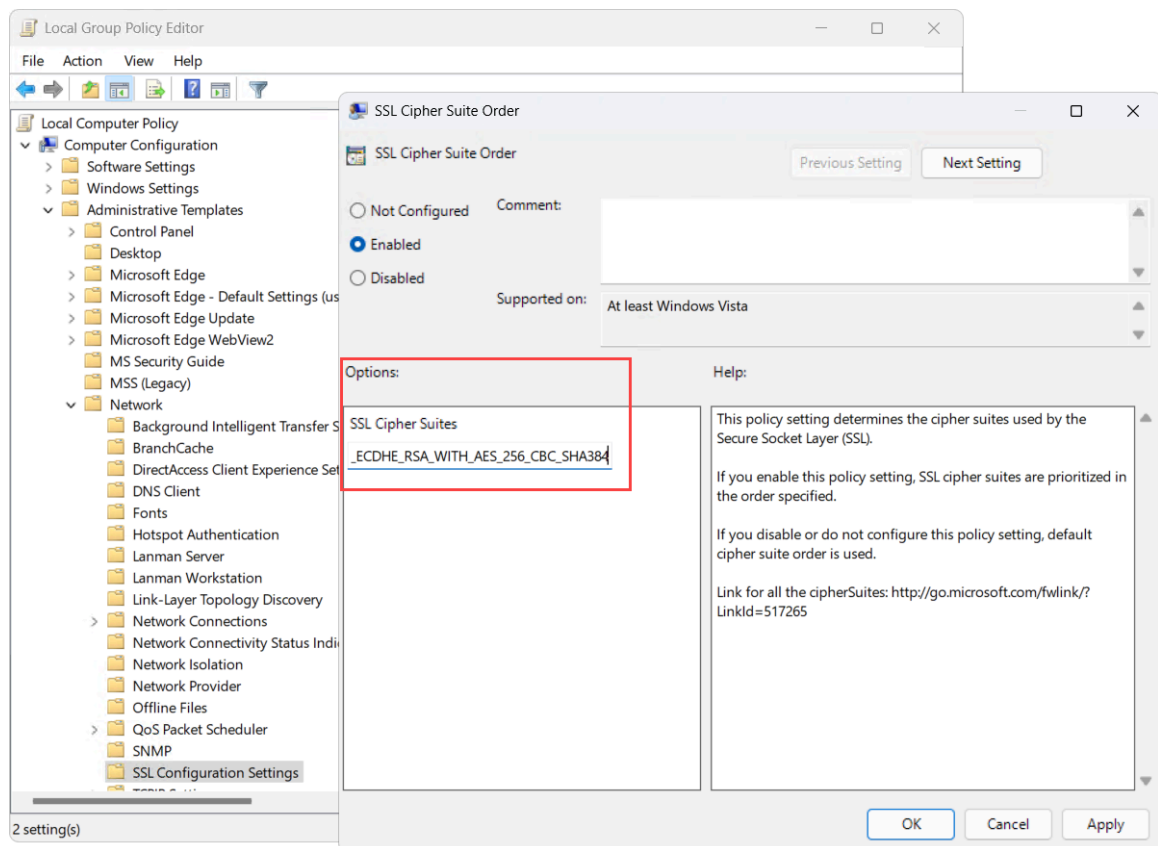 Local Group Policy Editor
File Action View Help
Local Computer Policy
Computer Configuration
Software Settings
Windows Settings
Administrative Templates
Control Panel
Desktop
Microsoft Edge
Microsoft Edge - Default Settings (us
Microsoft Edge Update
Microsoft Edge WebView2
MS Security Guide
MSS (Legacy)
Network
Background Intelligent Transfer S
BranchCache
DirectAccess Client Experience Set
DNS Client
Fonts
Hotspot Authentication
Lanman Server
Lanman Workstation
Link-Layer Topology Discovery
Network Connections
Network Connectivity Status Indi
Network Isolation
Network Provider
Offline Files
QoS Packet Scheduler
SNMP
SSL Configuration Settings
2 setting(s)
SSL Cipher Suite Order
SSL Cipher Suite Order
Previous Setting
Next Setting
Not Configured
Enabled
Disabled
Comment:
Supported on:
At least Windows Vista
Options:
SSL Cipher Suites
_ECDHE_RSA_WITH_AES_256_CBC_SHA384
Help:
This policy setting determines the cipher suites used by the
Secure Socket Layer (SSL).
If you enable this policy setting, SSL cipher suites are prioritized in
the order specified.
If you disable or do not configure this policy setting, default
cipher suite order is used.
Link for all the cipherSuites: http://go.microsoft.com/fwlink/?
LinkId=517265
OK
Cancel
Apply